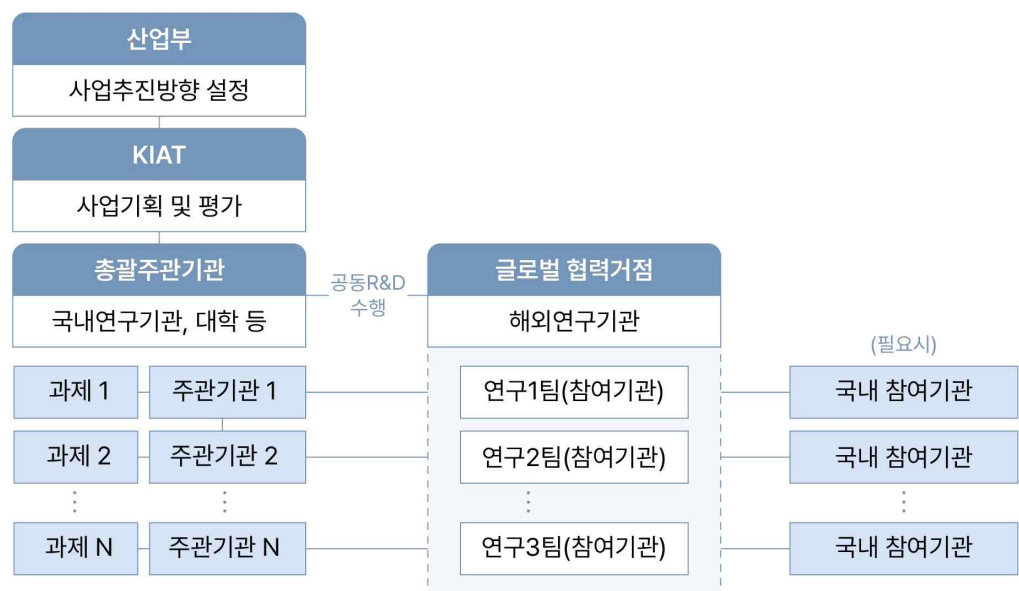 산업부
사업추진방향 설정
KIAT
사업기획 및 평가
총괄주관기관
국내연구기관, 대학 등
공동R&D
수행
글로벌 협력거점
해외연구기관
(필요시)
과제 1
주관기관 1
연구1팀(참여기관)
국내 참여기관
과제 2
주관기관 2
연구2팀(참여기관)
국내 참여기관
과제 N
주관기관 N
연구3팀(참여기관)
국내 참여기관